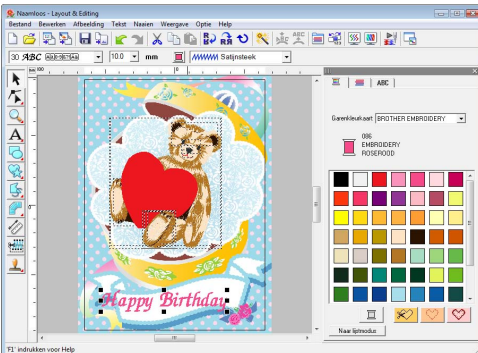 Naamloos - Layout & Editing
Bestand Bewerken Afbeelding Tekst Naaien Weergave Optie Help
30 ABC 10.0 mm Satijnsteek
ABC
Garenkleurkaart: BROTHER EMBROIDERY
086
EMBROIDERY
ROSEROOD
Happy Birthday
Naar lijstmodus
'F1' indrukken voor Help